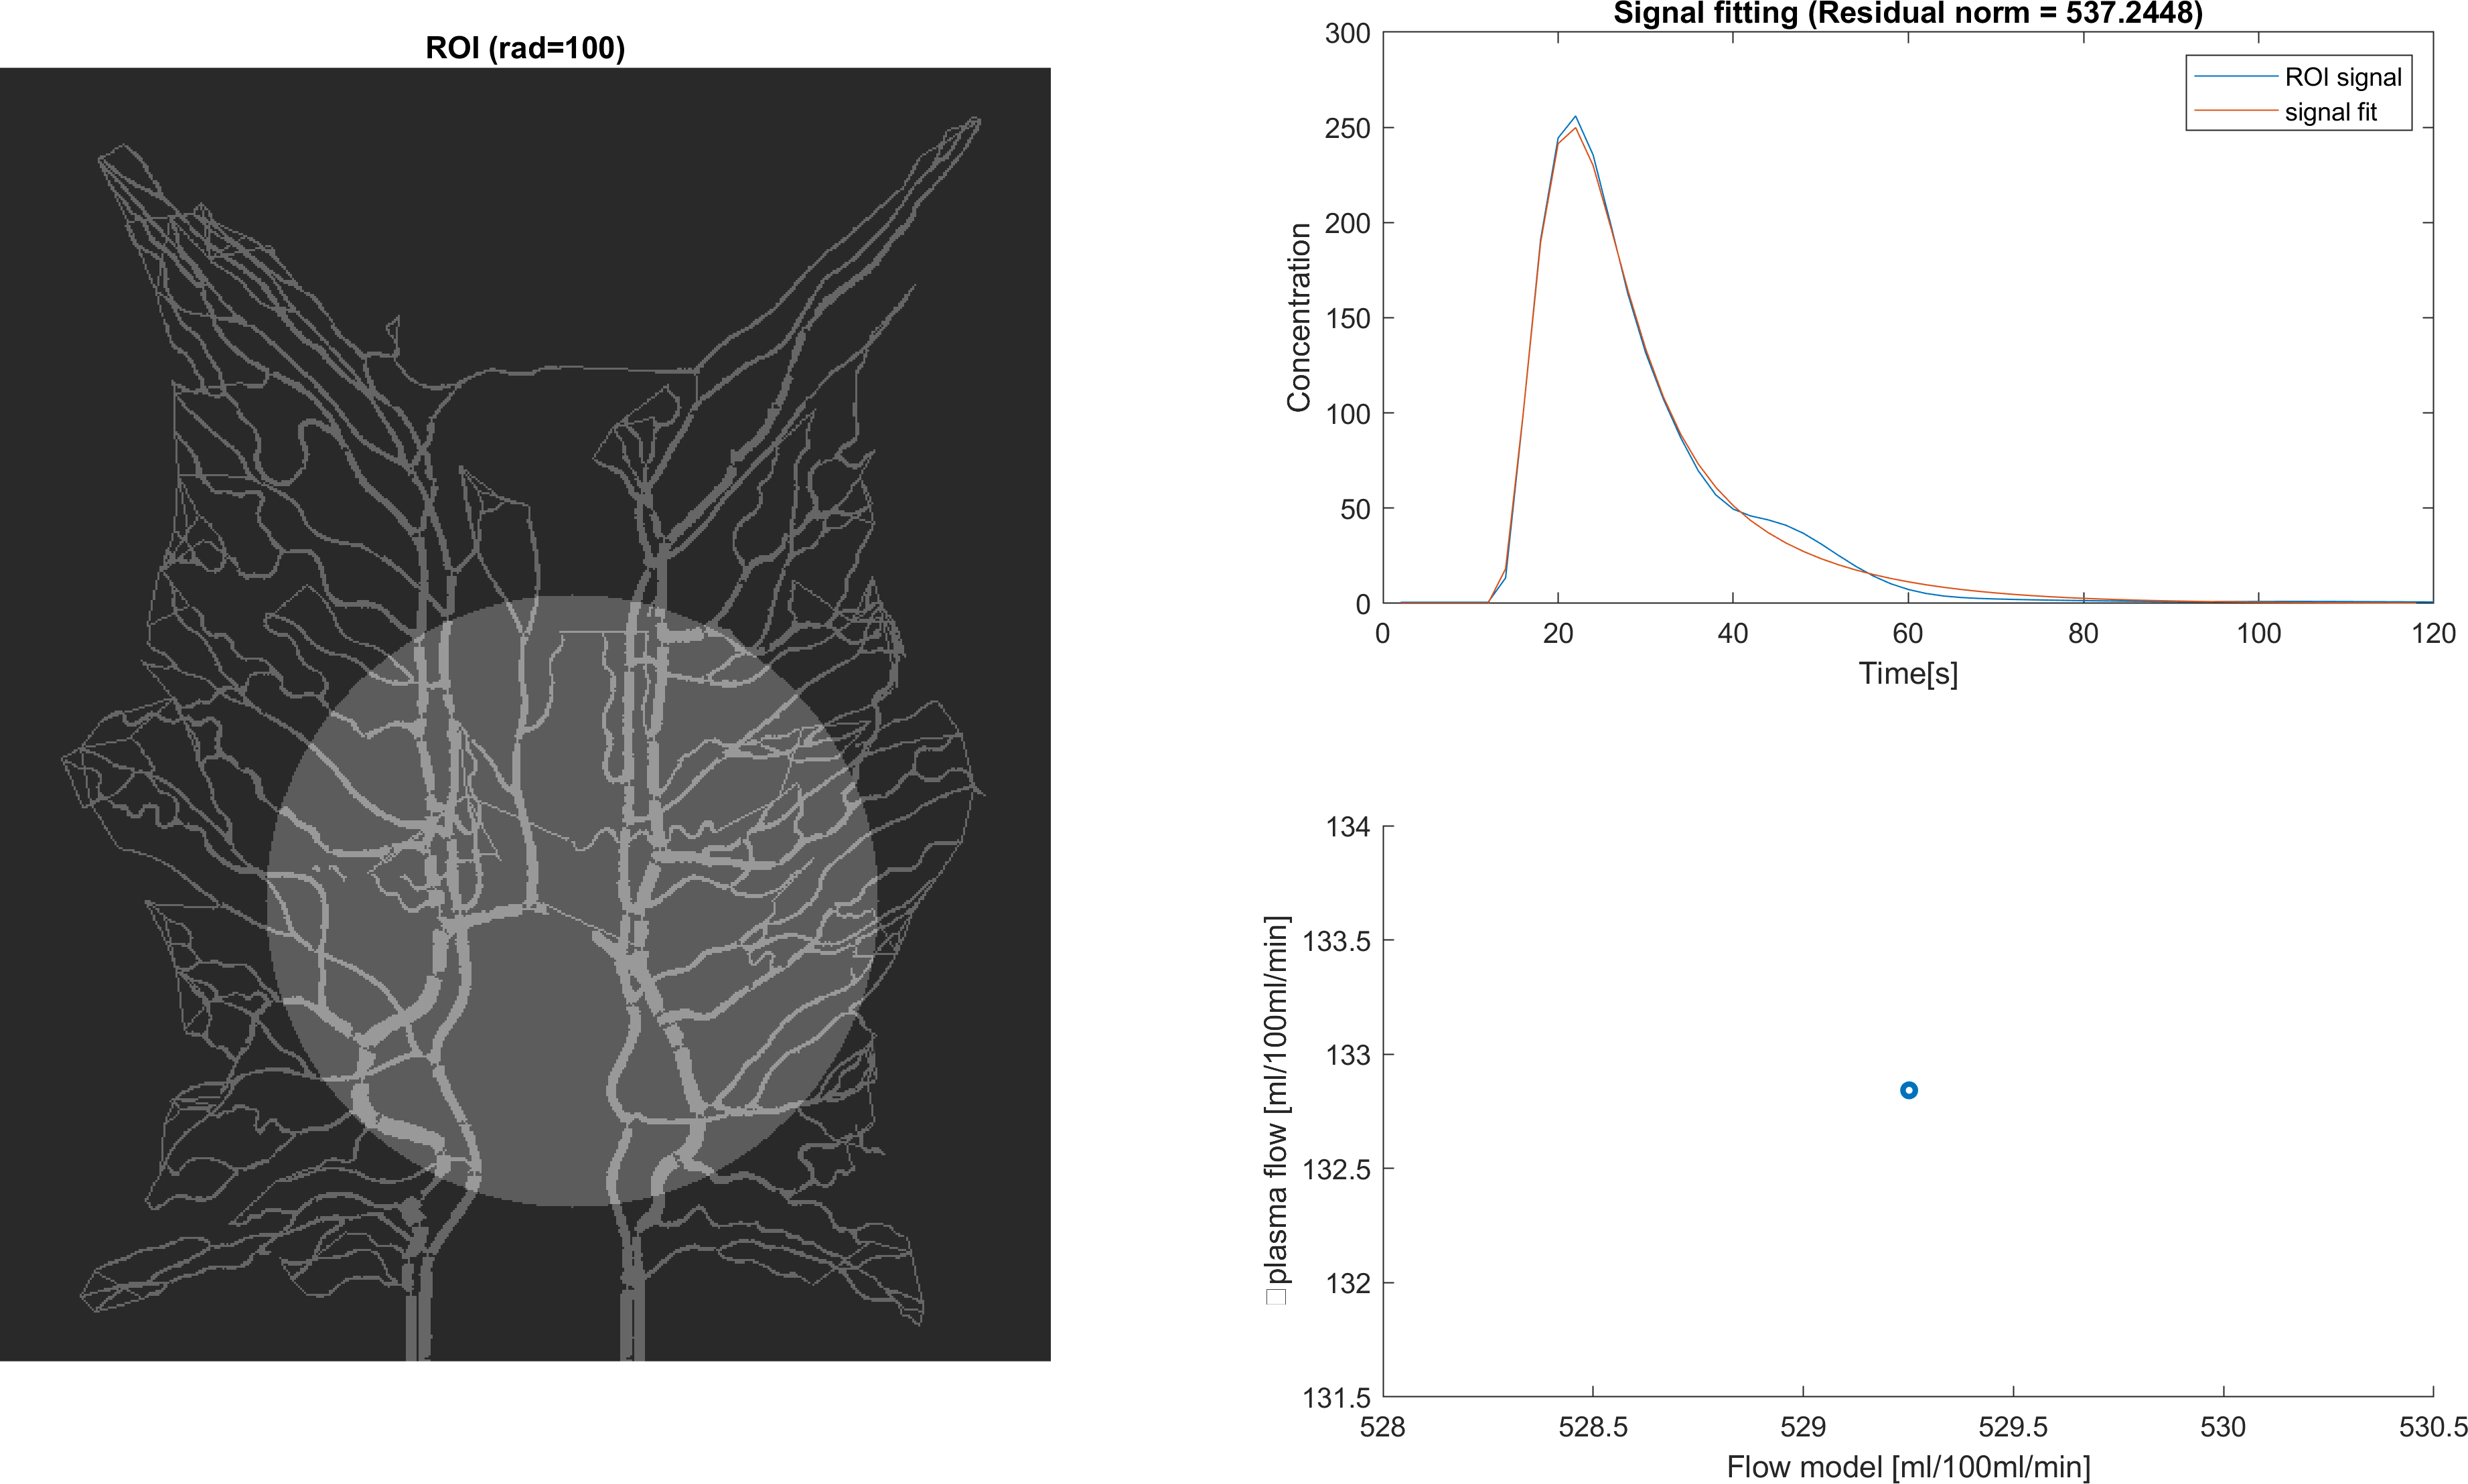 ROI (rad=100)
Signal fitting (Residual norm = 537.2448)
300
250
200
150
100
50
0
Concentration
ROI signal
signal fit
0 20 40 60 80 100 120
Time[s]
134
133.5
133
132.5
132
131.5
□plasma flow [ml/100ml/min]
528 528.5 529 529.5 530 530.5
Flow model [ml/100ml/min]